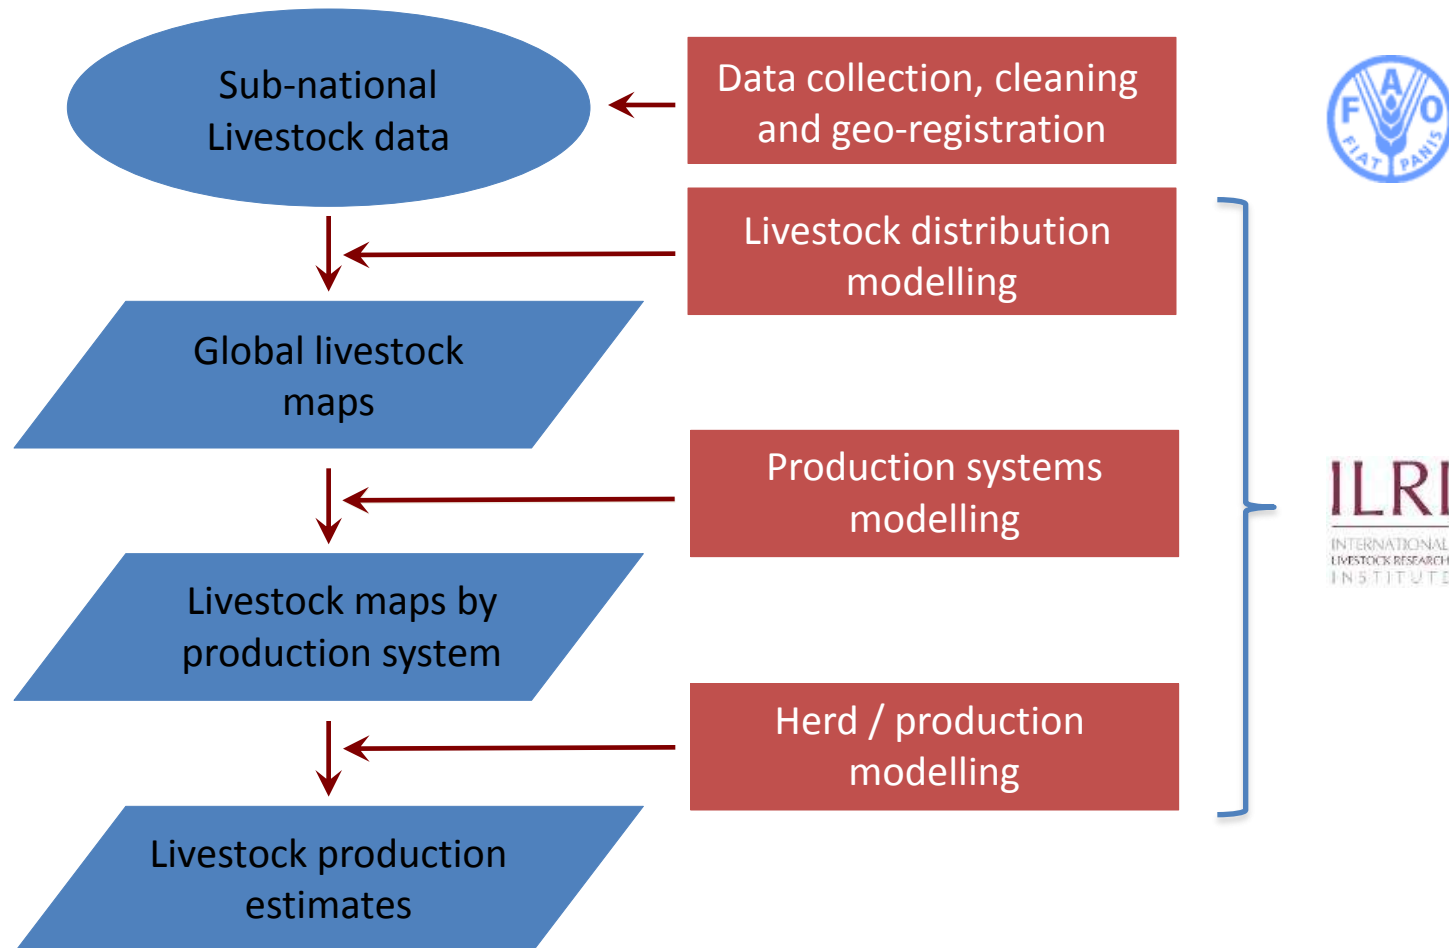 Sub-national
Livestock data
Data collection, cleaning
and geo-registration
F A O
FIAT PANIS
Livestock distribution
modelling
Global livestock
maps
Production systems
modelling
ILRI
INTERNATIONAL
LIVESTOCK RESEARCH
INSTITUTE
Livestock maps by
production system
Herd / production
modelling
Livestock production
estimates